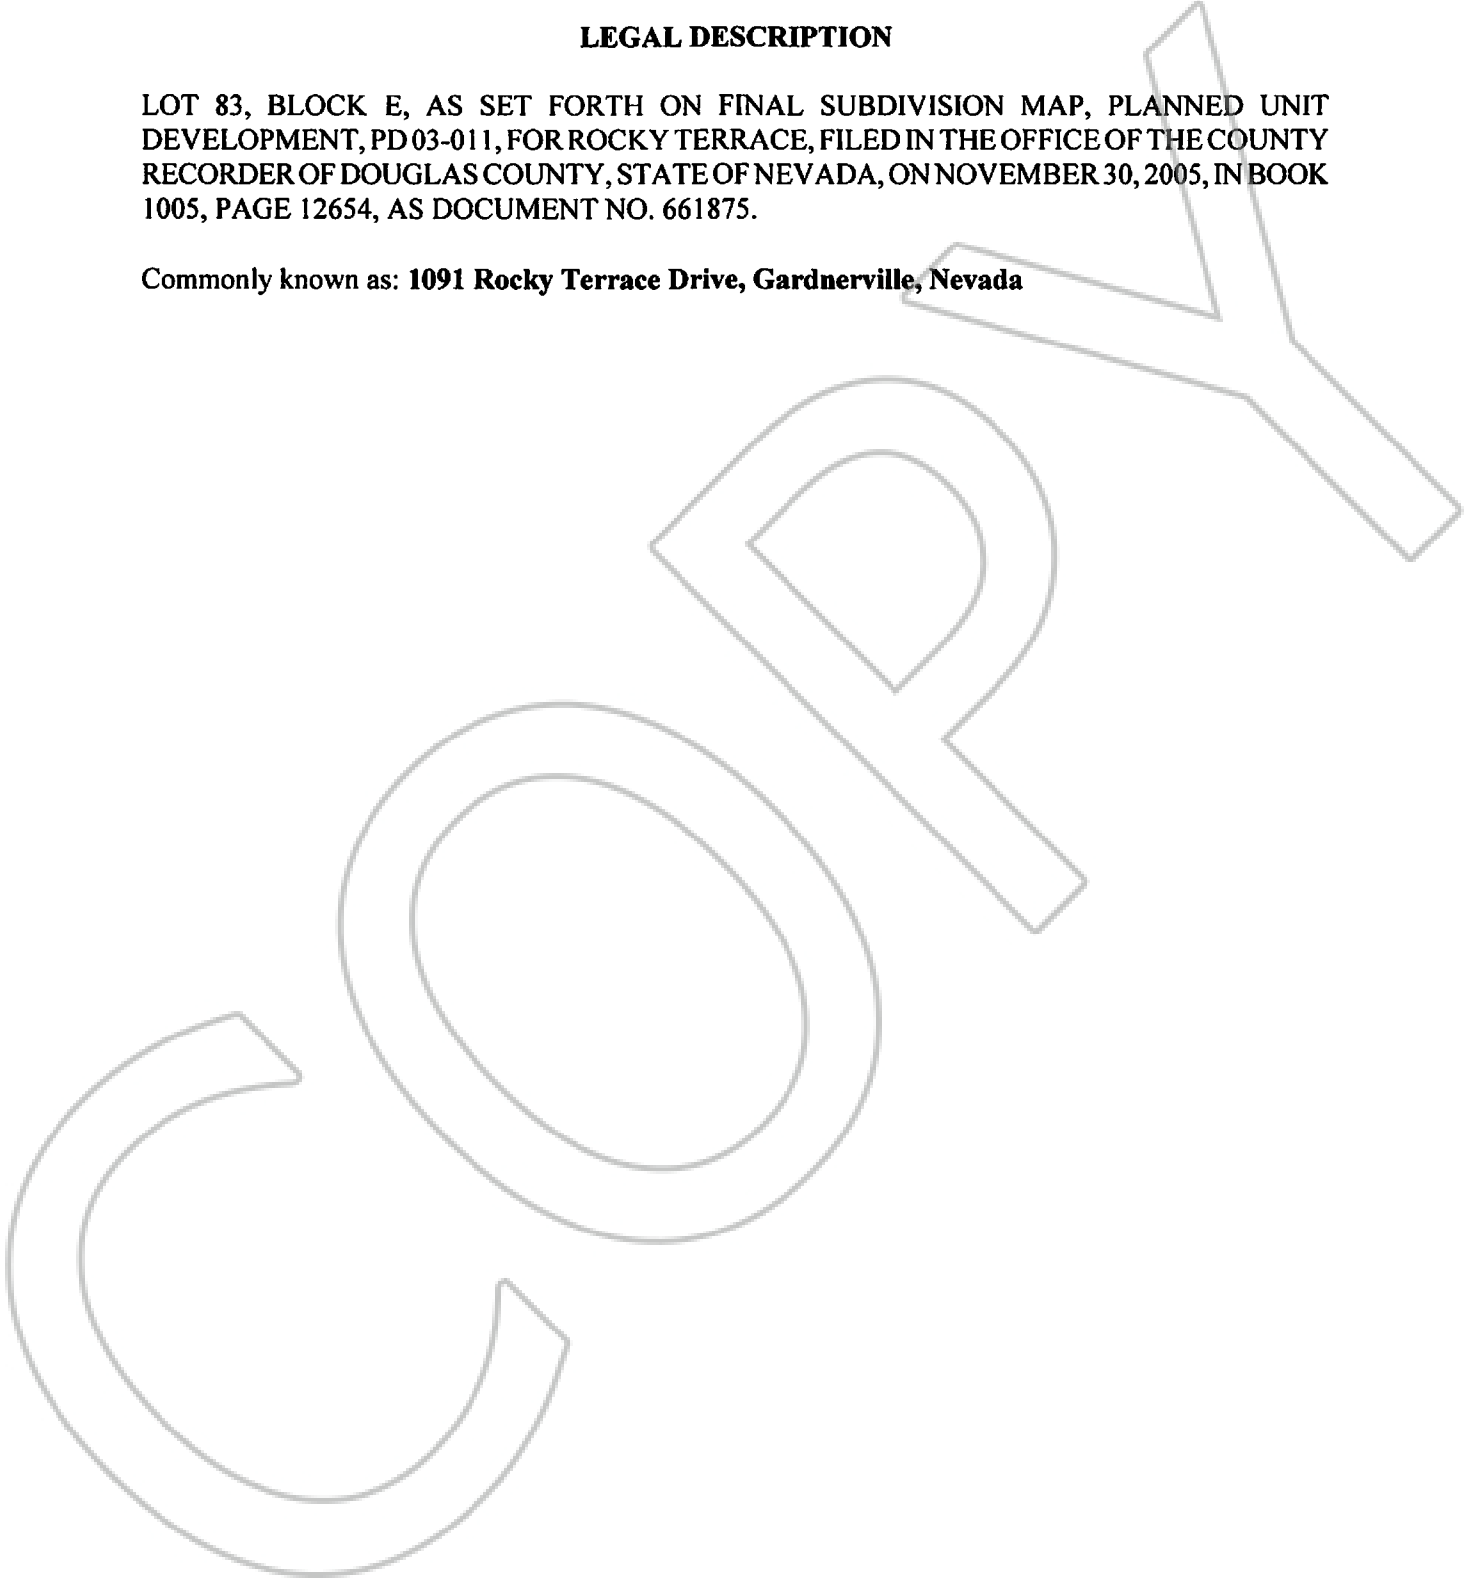 LEGAL DESCRIPTION
LOT 83, BLOCK E, AS SET FORTH ON FINAL SUBDIVISION MAP, PLANNED UNIT
DEVELOPMENT, PD 03-011, FOR ROCKY TERRACE, FILED IN THE OFFICE OF THE COUNTY
RECORDER OF DOUGLAS COUNTY, STATE OF NEVADA, ON NOVEMBER 30, 2005, IN BOOK
1005, PAGE 12654, AS DOCUMENT NO. 661875.
Commonly known as: 1091 Rocky Terrace Drive, Gardnerville, Nevada
COPY